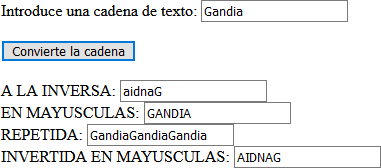 Introduce una cadena de texto: Gandia
Convierte la cadena
A LA INVERSA: aidnaG
EN MAYUSCULAS: GANDIA
REPETIDA: GandiaGandiaGandia
INVERTIDA EN MAYUSCULAS: AIDNAG